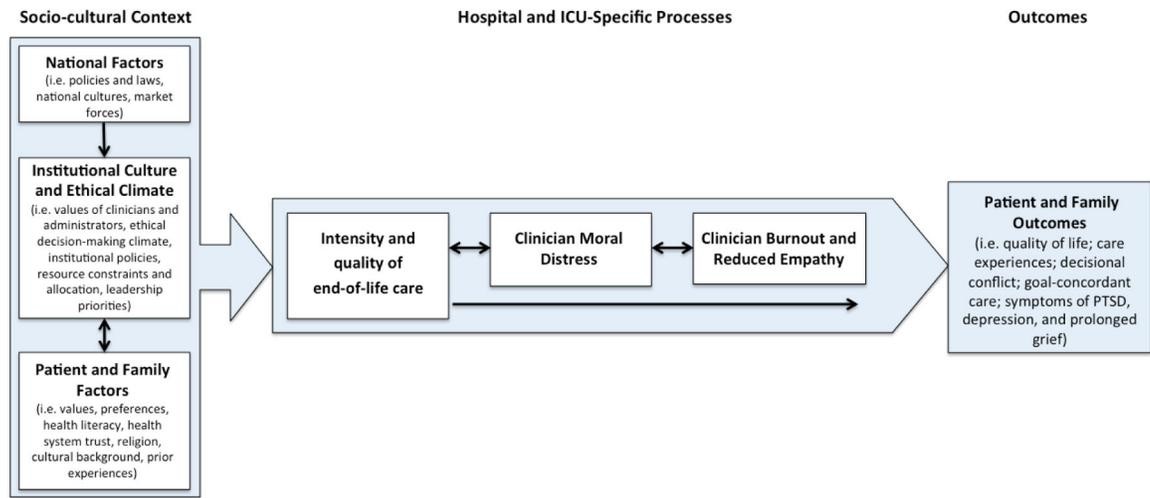 Socio-cultural Context
Hospital and ICU-Specific Processes
Outcomes
National Factors
(i.e. policies and laws,
national cultures, market
forces)
Institutional Culture
and Ethical Climate
(i.e. values of clinicians and
administrators, ethical
decision-making climate,
institutional policies,
resource constraints and
allocation, leadership
priorities)
Patient and Family
Factors
(i.e. values, preferences,
health literacy, health
system trust, religion,
cultural background, prior
experiences)
Intensity and
quality of
end-of-life care
Clinician Moral
Distress
Clinician Burnout and
Reduced Empathy
Patient and Family
Outcomes
(i.e. quality of life; care
experiences; decisional
conflict; goal-concordant
care; symptoms of PTSD,
depression, and prolonged
grief)